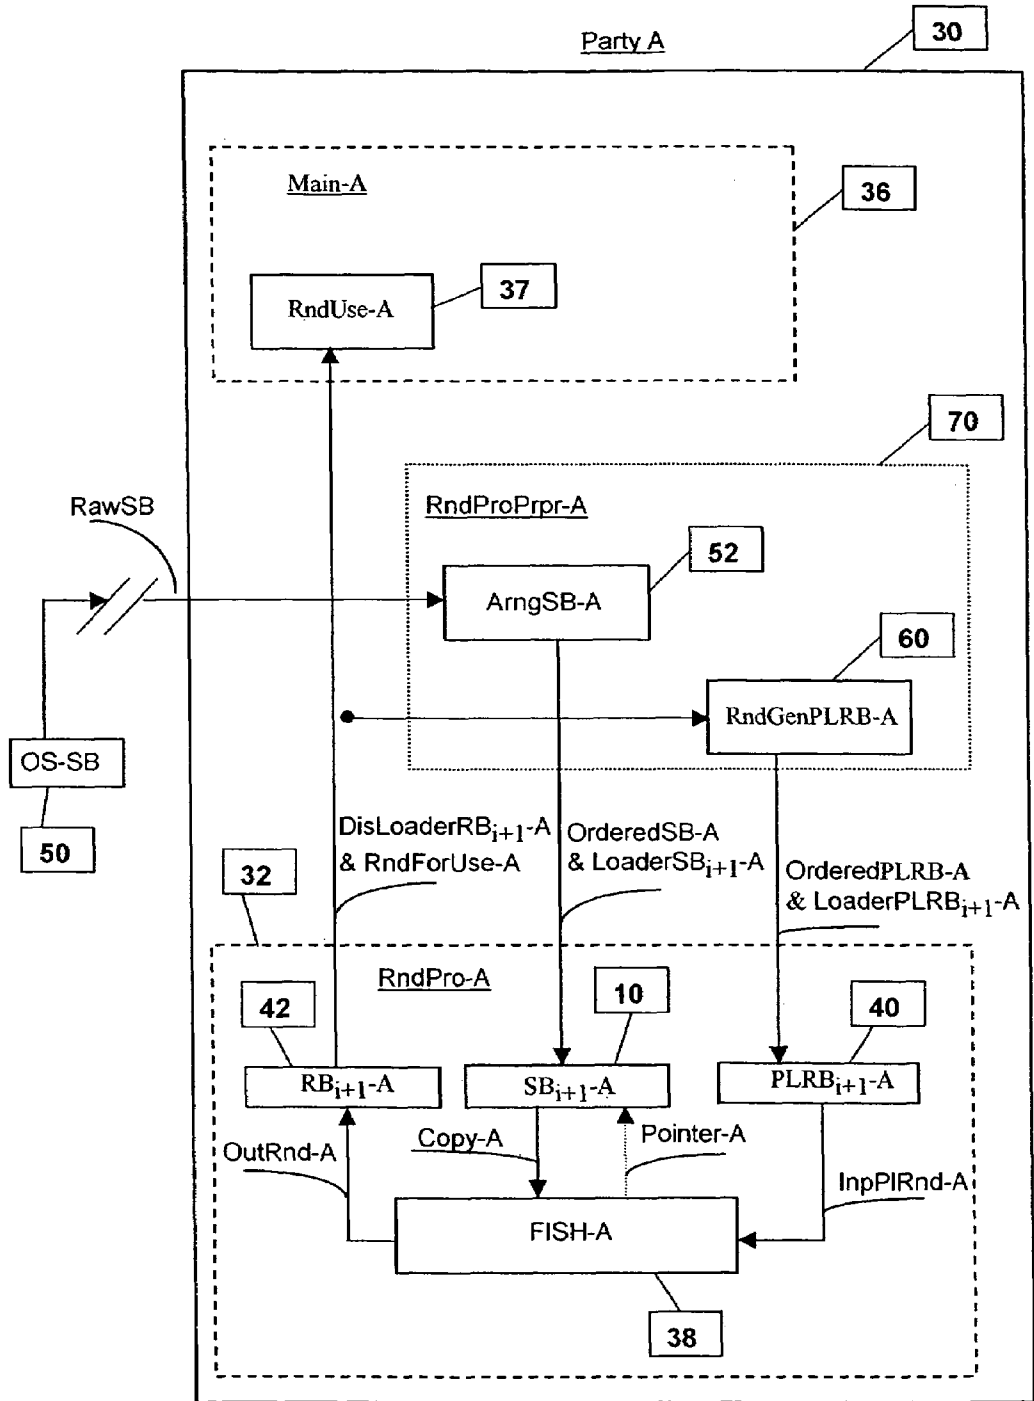 30
Party A
Main-A
36
RndUse-A
37
70
RndProPrpr-A
RawSB
52
ArngSB-A
60
RndGenPLRB-A
OS-SB
50
DisLoaderRBi+1-A
& RndForUse-A
OrderedSB-A
& LoaderSBi+1-A
OrderedPLRB-A
& LoaderPLRBi+1-A
32
RndPro-A
42
10
40
RBi+1-A
SBi+1-A
PLRBi+1-A
OutRnd-A
Copy-A
Pointer-A
InpPlRnd-A
FISH-A
38